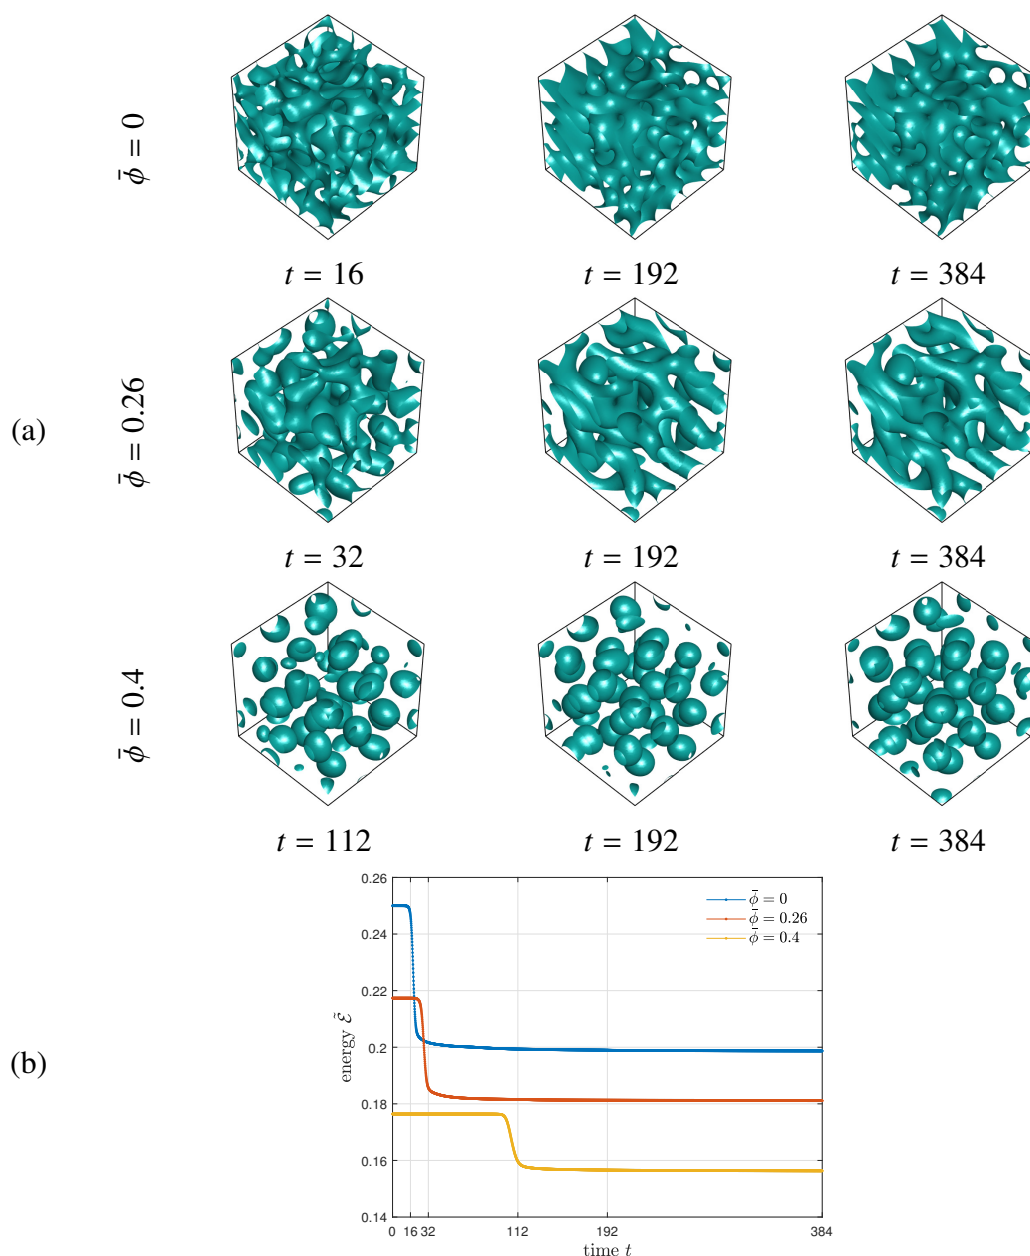 ϕ̄ = 0
t = 16 t = 192 t = 384
(a)
ϕ̄ = 0.26
t = 32 t = 192 t = 384
ϕ̄ = 0.4
t = 112 t = 192 t = 384
(b)
energy ℰ̃
0.26
0.24
0.22
0.2
0.18
0.16
0.14
ϕ̄ = 0
ϕ̄ = 0.26
ϕ̄ = 0.4
0 16 32 112 192 384
time t